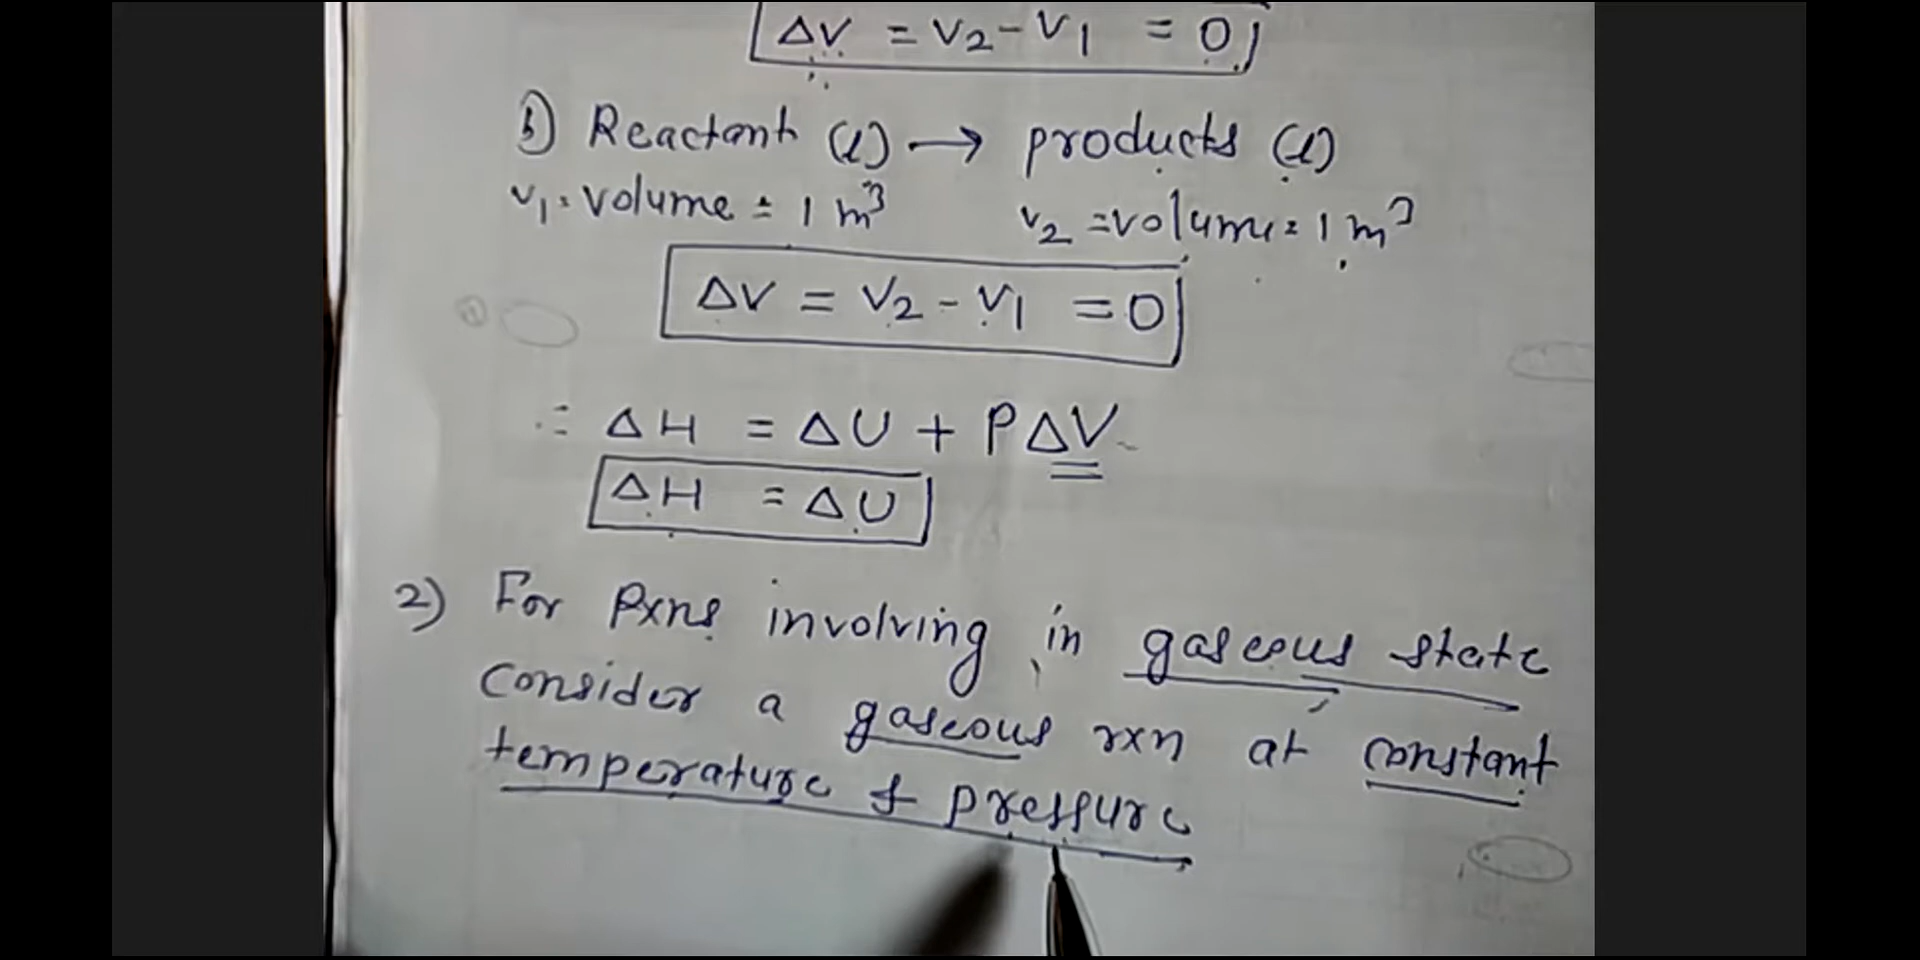 ΔV = V2 - V1 = 0
b) Reactant (l) → products (l)
V1 = volume = 1 m³ V2 = volume = 1 m³
ΔV = V2 - V1 = 0
∴ ΔH = ΔU + PΔV
ΔH = ΔU
2) For Rxns involving in gaseous state
consider a gaseous rxn at constant
temperature & pressure